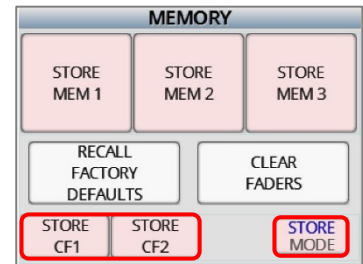 MEMORY
STORE
MEM 1
STORE
MEM 2
STORE
MEM 3
RECALL
FACTORY
DEFAULTS
CLEAR
FADERS
STORE
CF1
STORE
CF2
STORE
MODE